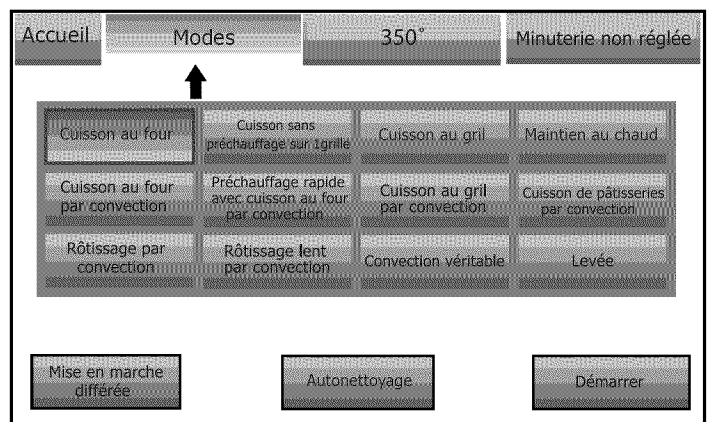 Accueil
Modes
350°
Minuterie non réglée
Cuisson au four
Cuisson sans
préchauffage sur 1grille
Cuisson au gril
Maintien au chaud
Cuisson au four
par convection
Préchauffage rapide
avec cuisson au four
par convection
Cuisson au gril
par convection
Cuisson de pâtisseries
par convection
Rôtissage par
convection
Rôtissage lent
par convection
Convection véritable
Levée
Mise en marche
différée
Autonettoyage
Démarrer